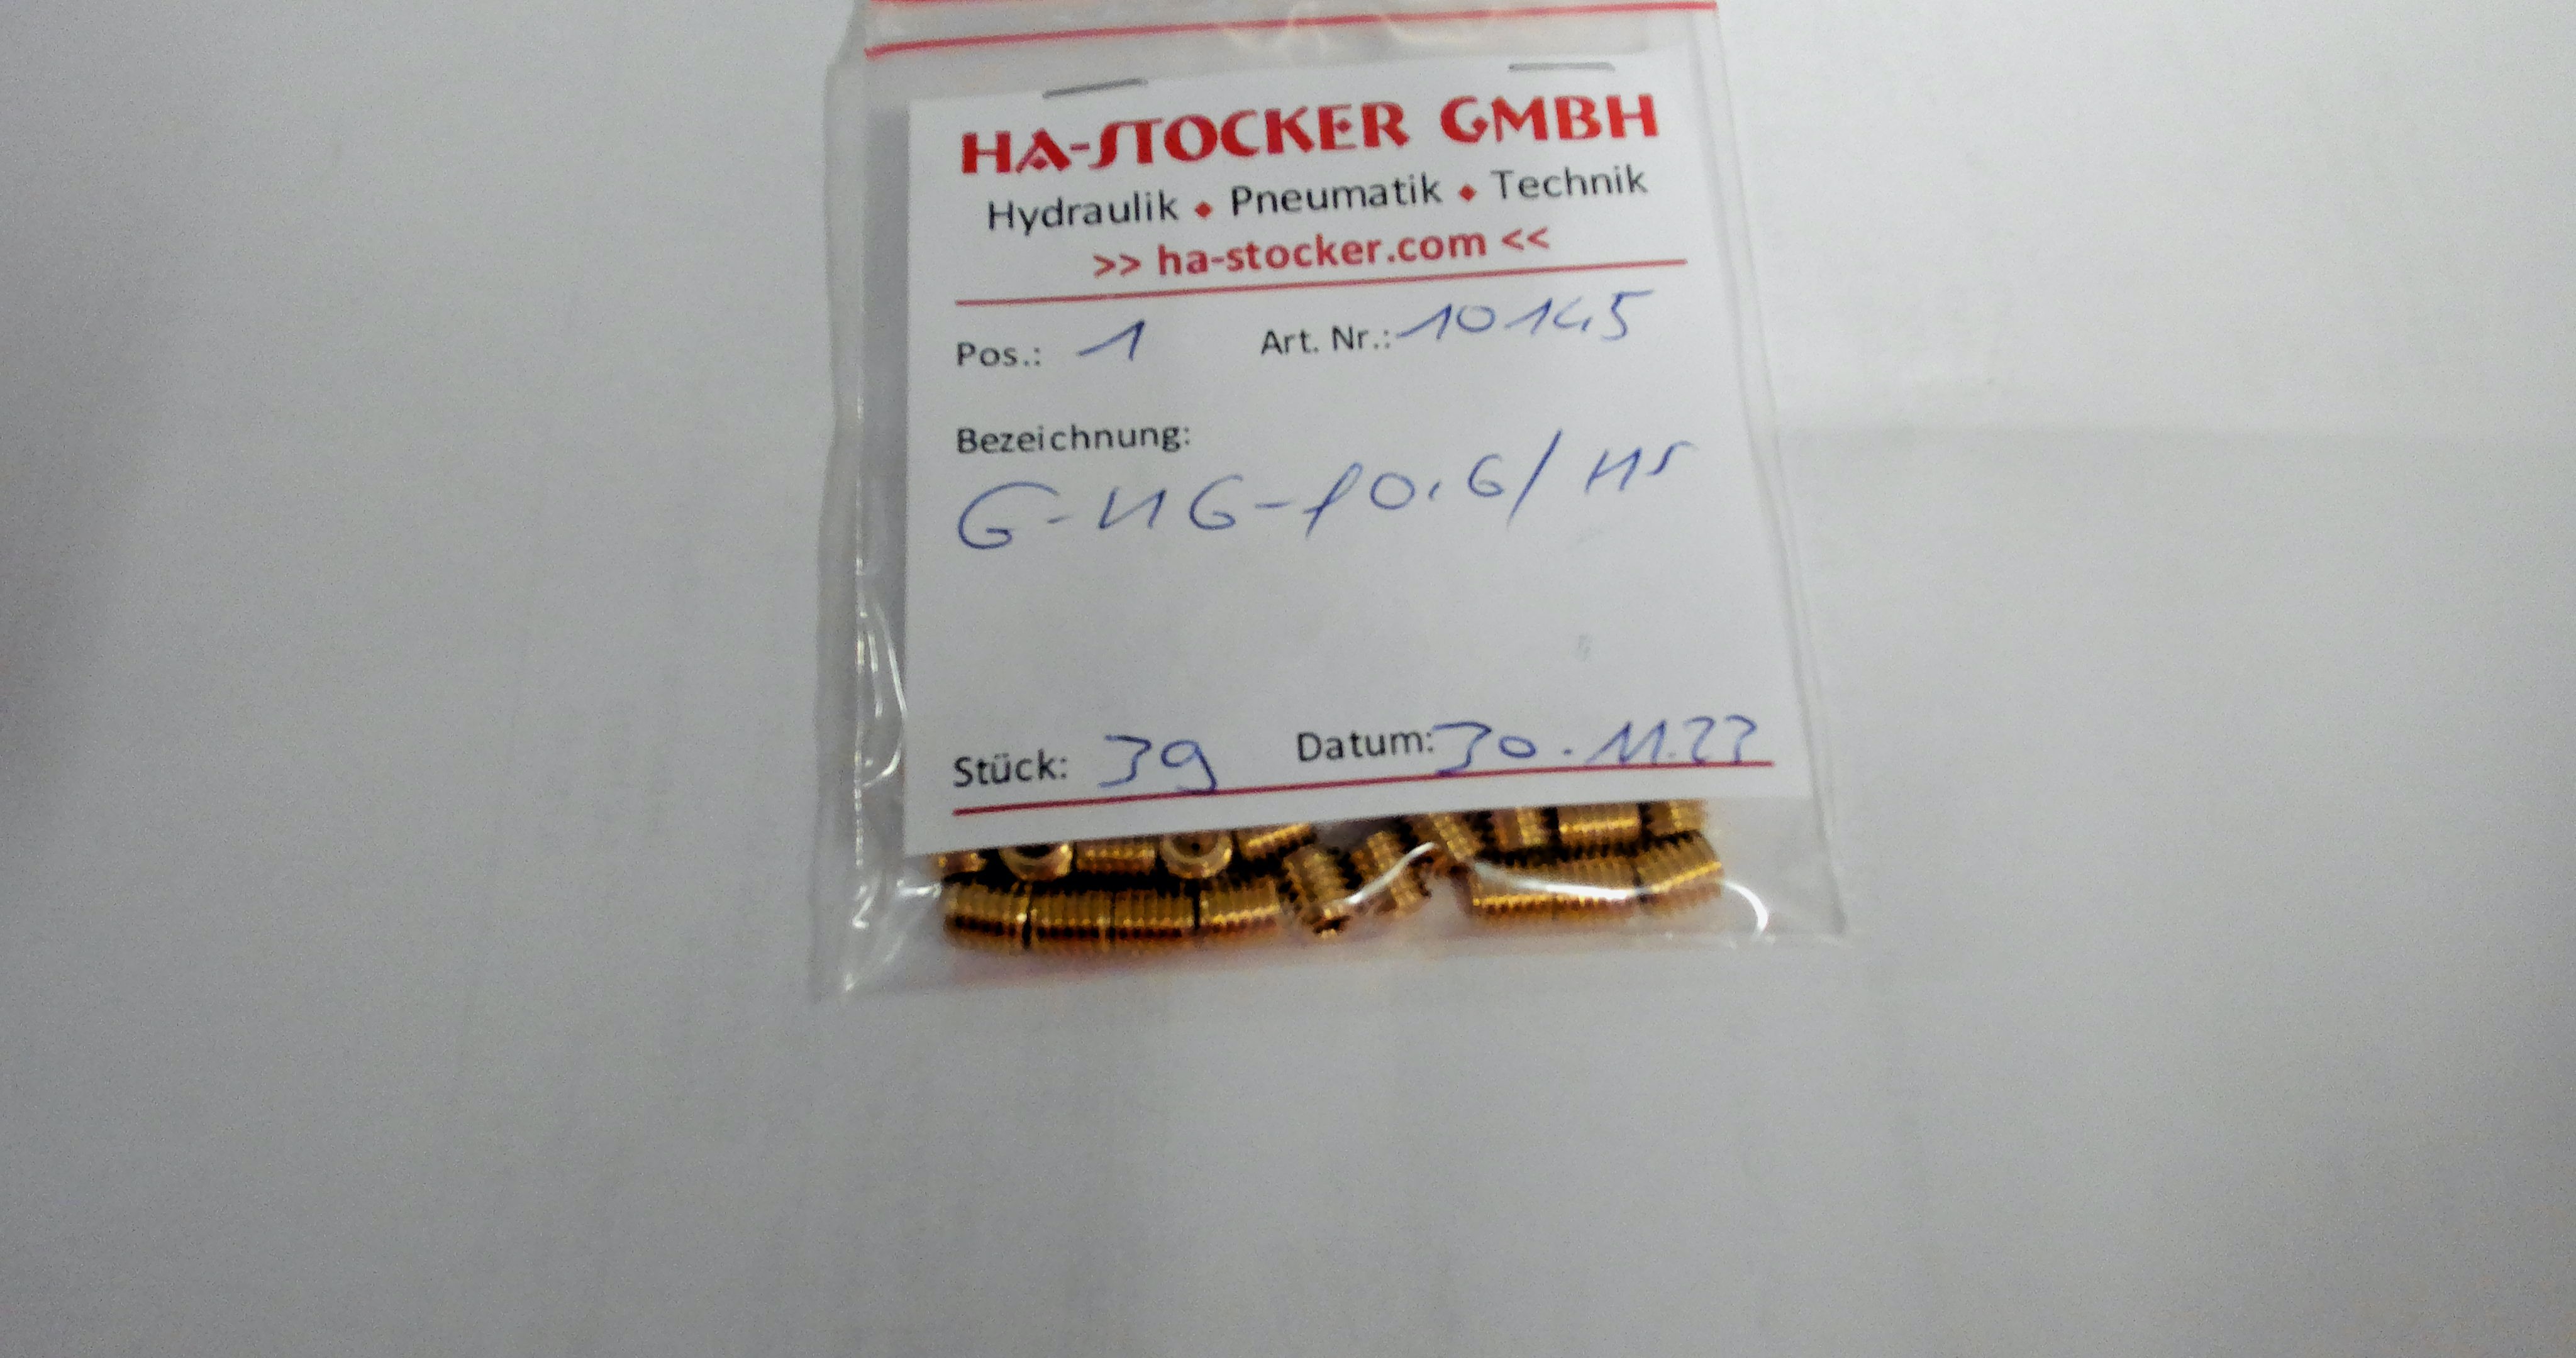 HA-STOCKER GMBH
Hydraulik ♦ Pneumatik ♦ Technik
>> ha-stocker.com <<
Pos.: 1 Art. Nr.: 10145
Bezeichnung:
Stück: 39 Datum: 30.11.22